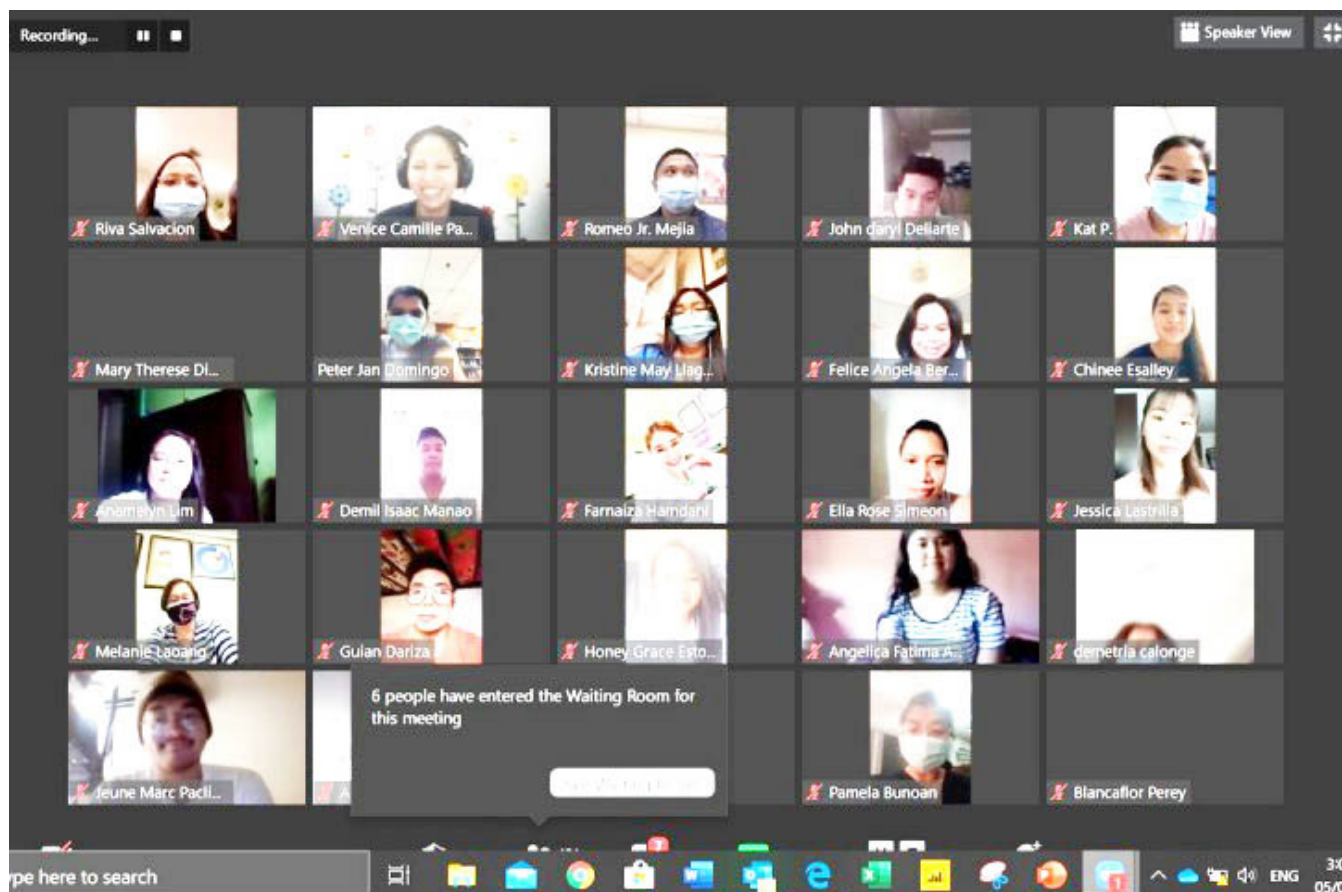 Recording...
Speaker View
Riva Salvacion
Venice Camille Pa...
Romeo Jr. Mejia
John daryl Dellarte
Kat P.
Mary Therese Di...
Peter Jan Domingo
Kristine May Llag...
Felice Angela Ber...
Chinee Esalley
Anamelyn Lim
Demil Isaac Manao
Farnaiza Hamdani
Ella Rose Simeon
Jessica Lastrilla
Melanie Laoang
Gulan Dariza
Honey Grace Esto...
Angelica Fatima A...
demetria calonge
6 people have entered the Waiting Room for
this meeting
Jeune Marc Pacli...
A
Pamela Bunoan
Blancaflor Perey
7
ype here to search
1
ENG